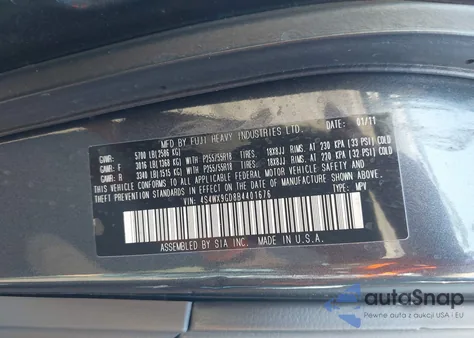 MFD BY FUJI HEAVY INDUSTRIES LTD. DATE: 01/11
GVWR: 5700 LB(2586 KG)
GAWR: F 3016 LB(1368 KG) WITH P255/55R18 TIRES, 18X8JJ RIMS, AT 230 KPA (33 PSI) COLD
GAWR: R 3340 LB(1515 KG) WITH P255/55R18 TIRES, 18X8JJ RIMS, AT 220 KPA (32 PSI) COLD
THIS VEHICLE CONFORMS TO ALL APPLICABLE FEDERAL MOTOR VEHICLE SAFETY AND
THEFT PREVENTION STANDARDS IN EFFECT ON THE DATE OF MANUFACTURE SHOWN ABOVE.
VIN: 4S4WX9GD8B4401676 TYPE: MPV
ASSEMBLED BY SIA INC. MADE IN U.S.A.
autoSnap
Pewne auta z aukcji USA i EU